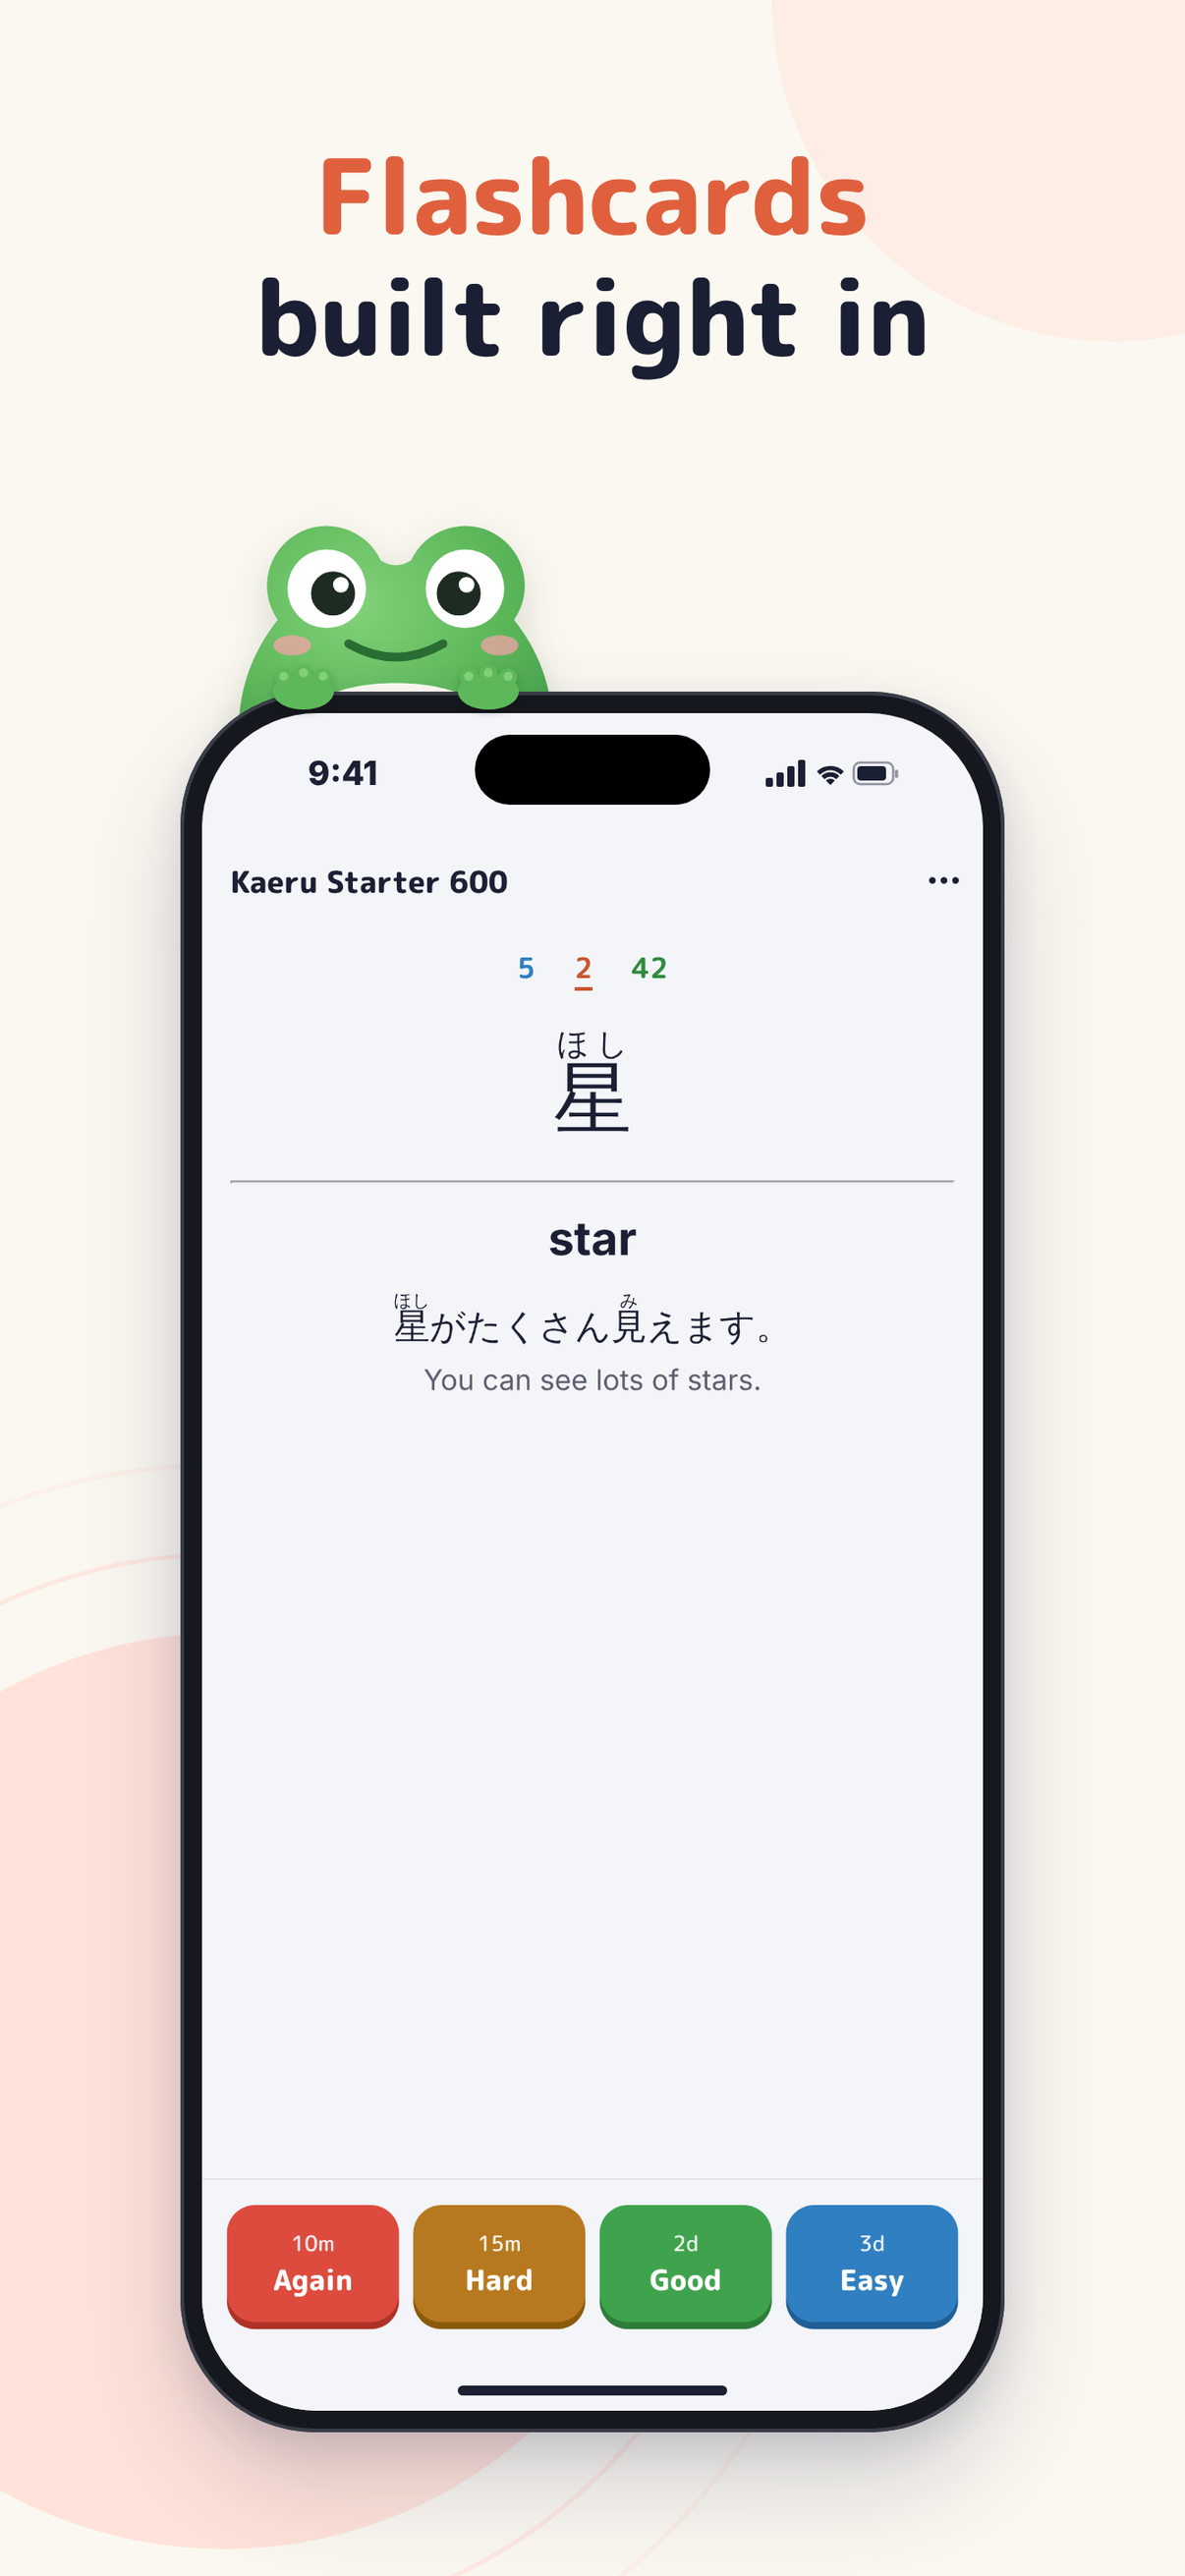 Flashcards
built right in
9:41
Kaeru Starter 600
5 2 42
ほし
星
star
ほし み
星がたくさん見えます。
You can see lots of stars.
10m 15m 2d 3d
Again Hard Good Easy